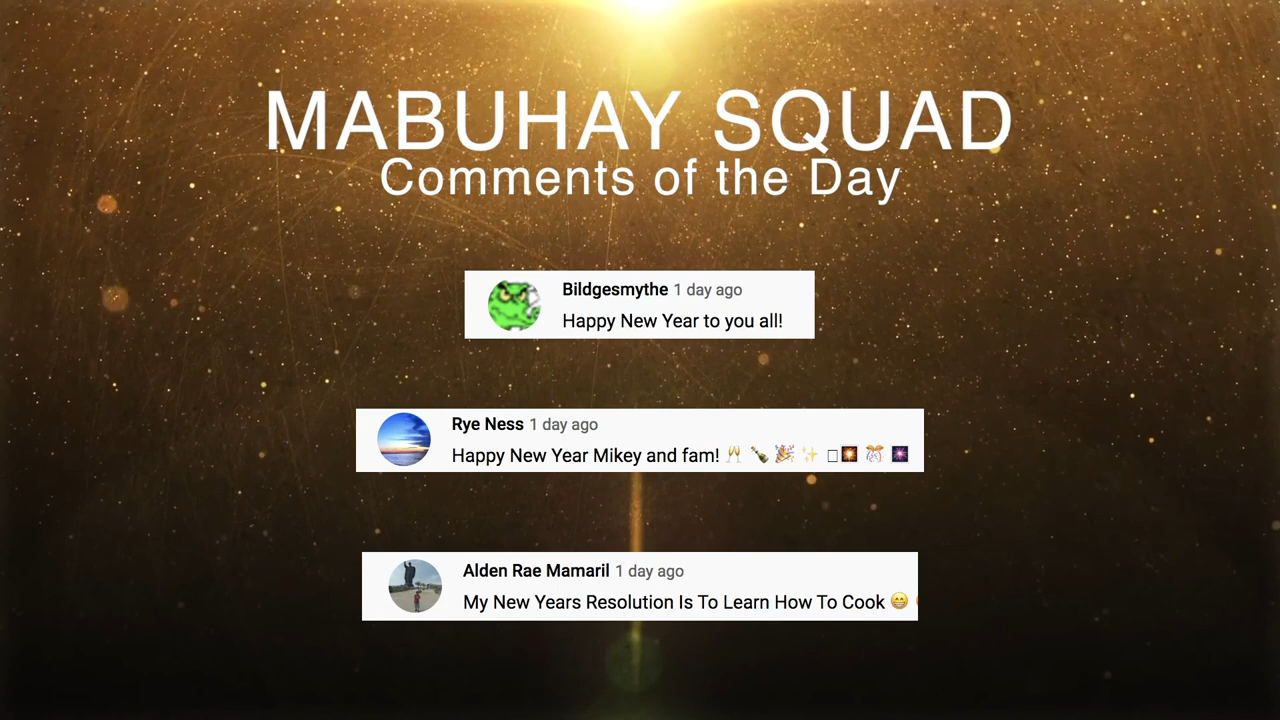 MABUHAY SQUAD
Comments of the Day
Bildgesmythe 1 day ago
Happy New Year to you all!
Rye Ness 1 day ago
Happy New Year Mikey and fam! 🥂 🍾 🎉 ✨ □🎇 🎊 🎆
Alden Rae Mamaril 1 day ago
My New Years Resolution Is To Learn How To Cook 😁